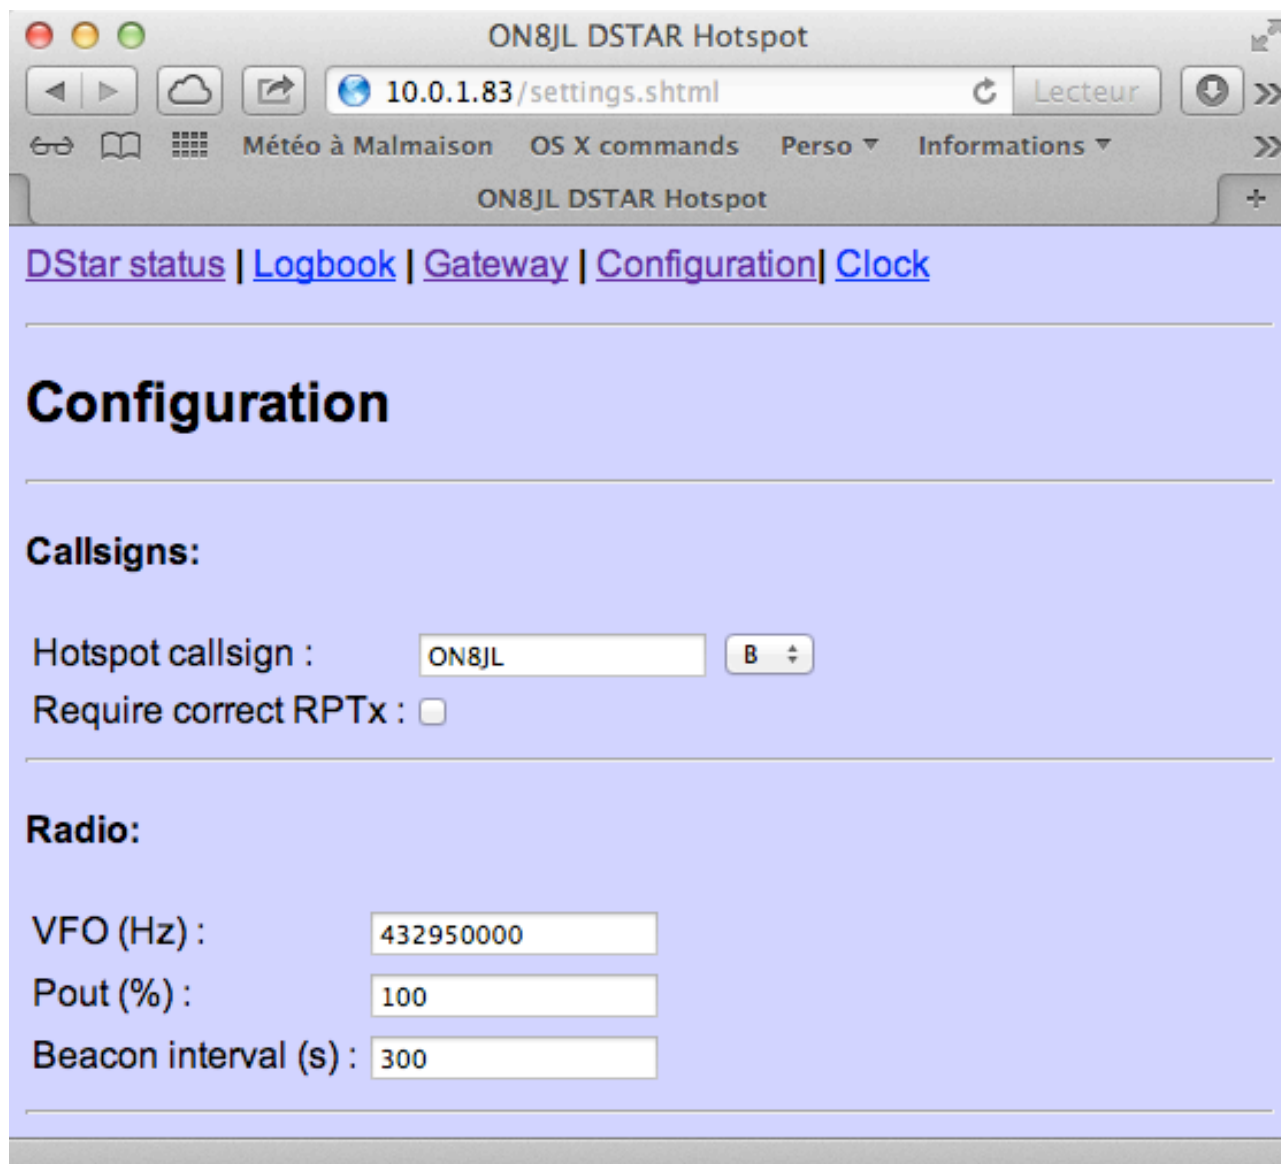 ON8JL DSTAR Hotspot
10.0.1.83/settings.shtml Lecteur
Météo à Malmaison OS X commands Perso Informations
ON8JL DSTAR Hotspot
DStar status | Logbook | Gateway | Configuration| Clock
Configuration
Callsigns:
Hotspot callsign : ON8JL B
Require correct RPTx :
Radio:
VFO (Hz) : 432950000
Pout (%) : 100
Beacon interval (s) : 300